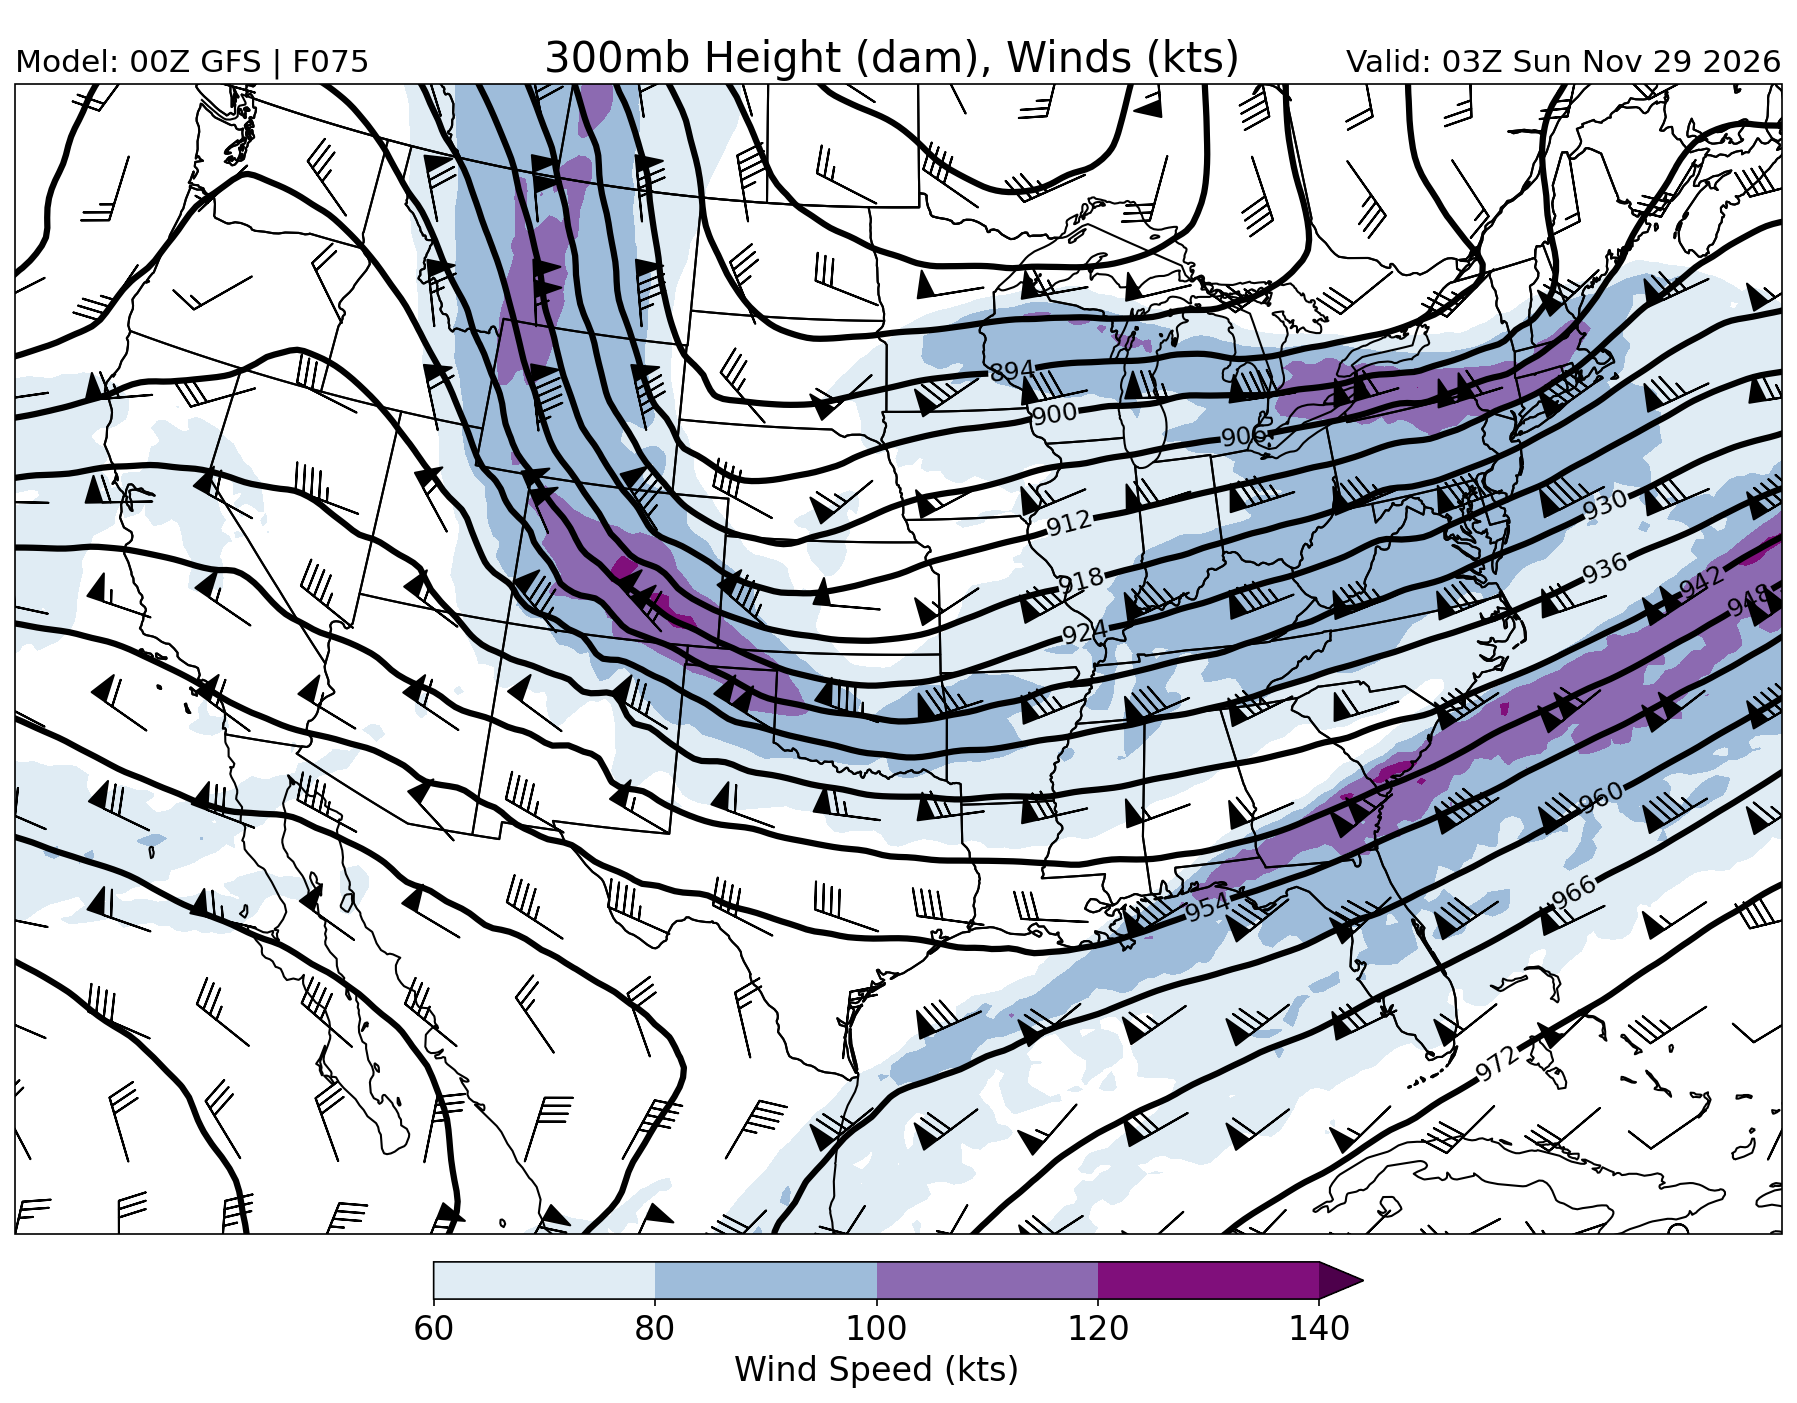 Model: 00Z GFS | F075
300mb Height (dam), Winds (kts)
Valid: 03Z Sun Nov 29 2026
894
900
906
912
918
924
930
936
942
948
954
960
966
972
60 80 100 120 140
Wind Speed (kts)